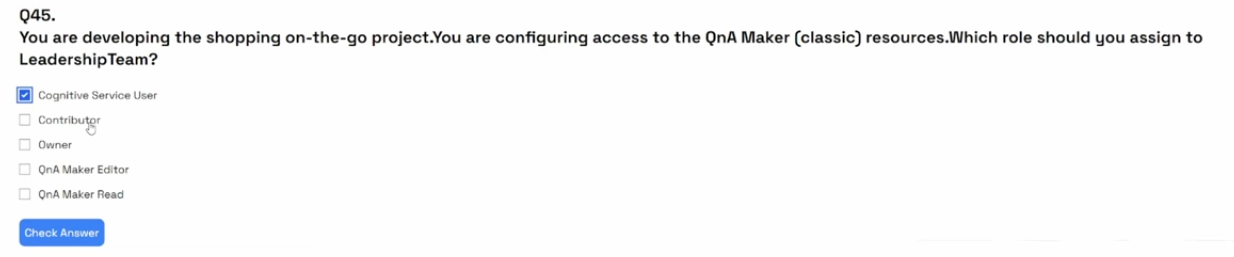 Q45.
You are developing the shopping on-the-go project.You are configuring access to the QnA Maker (classic) resources.Which role should you assign to
LeadershipTeam?
Cognitive Service User
Contributor
Owner
QnA Maker Editor
QnA Maker Read
Check Answer